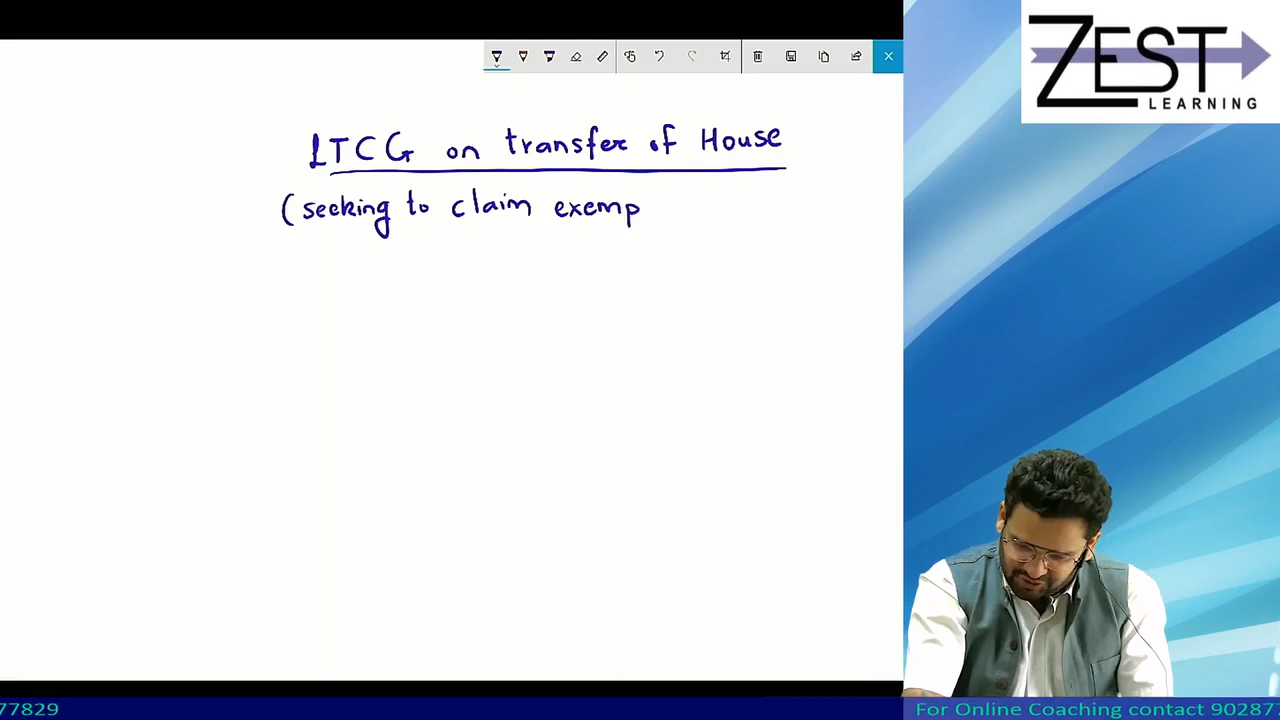 ZEST
LEARNING
LTCG on transfer of House
(seeking to claim exemp
77829
For Online Coaching contact 90287